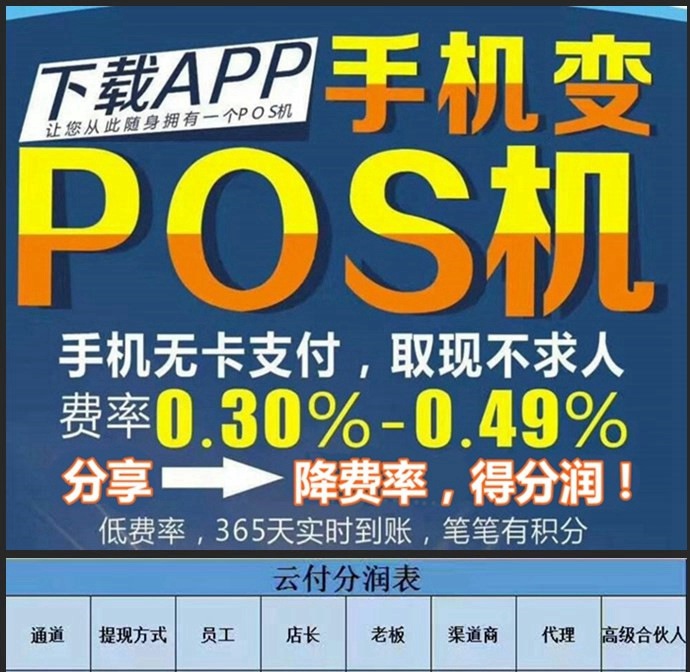 下载APP
让您从此随身拥有一个POS机
手机变
POS机
手机无卡支付，取现不求人
费率0.30%-0.49%
分享 降费率，得分润！
低费率，365天实时到账，笔笔有积分
云付分润表
通道 提现方式 员工 店长 老板 渠道商 代理 高级合伙人